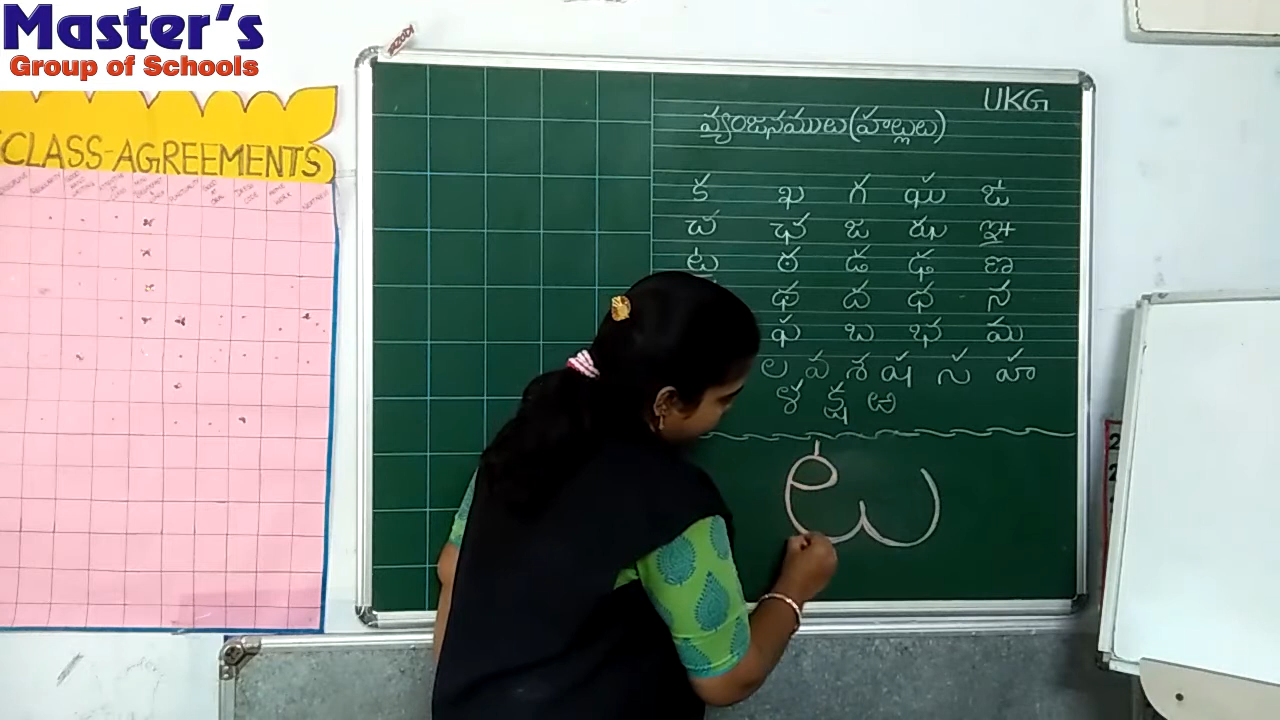 Master's
Group of Schools
CLASS-AGREEMENTS
UKG
వ్యంజనములు(హల్లులు)
క ఖ గ ఘ ఙ
చ ఛ జ ఝ ఞ
ట ఠ డ ఢ ణ
థ ద ధ న
ఫ బ భ మ
ల వ శ ష స హ
ళ క్ష ఱ
ట